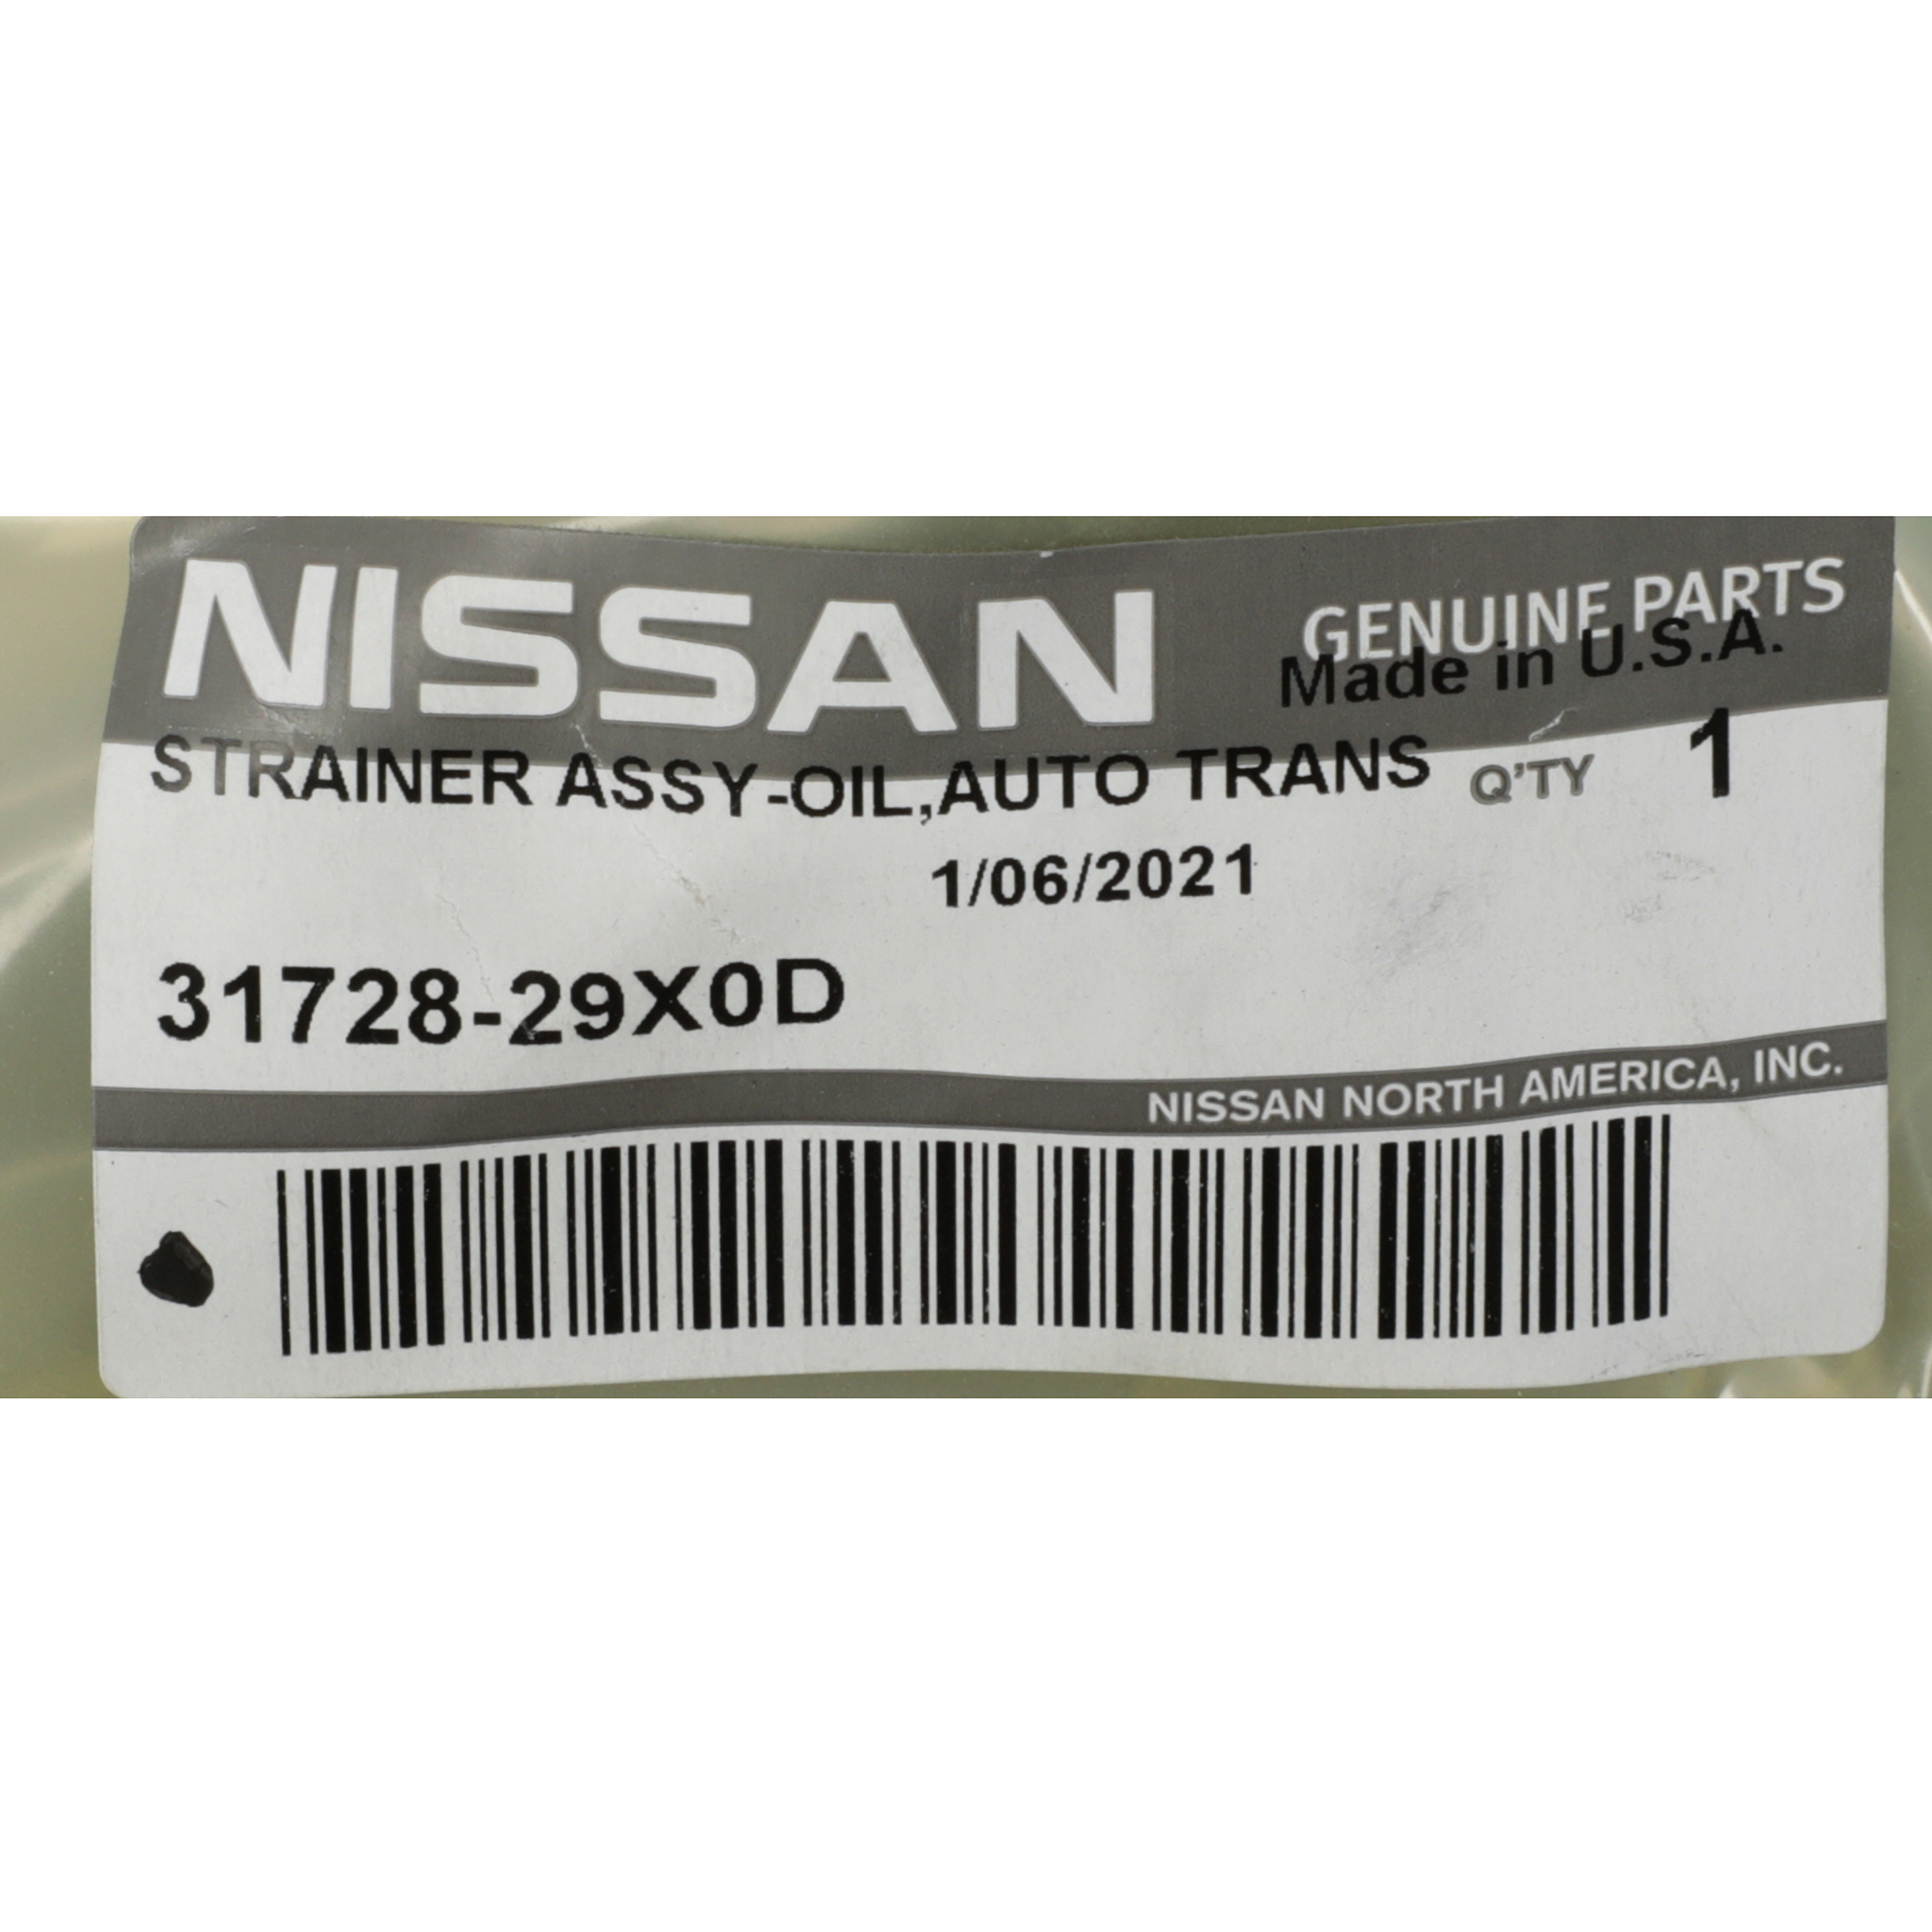 NISSAN
GENUINE PARTS
Made in U.S.A.
STRAINER ASSY-OIL,AUTO TRANS Q'TY 1
1/06/2021
31728-29X0D
NISSAN NORTH AMERICA, INC.